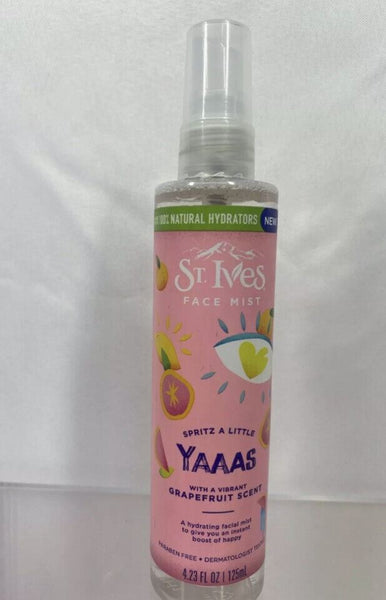 100% NATURAL HYDRATORS NEW
ST. Ives
FACE MIST
SPRITZ A LITTLE
YAAAS
WITH A VIBRANT
GRAPEFRUIT SCENT
A hydrating facial mist
to give you an instant
boost of happy
PARABEN FREE • DERMATOLOGIST
4.23 FL OZ | 125mL